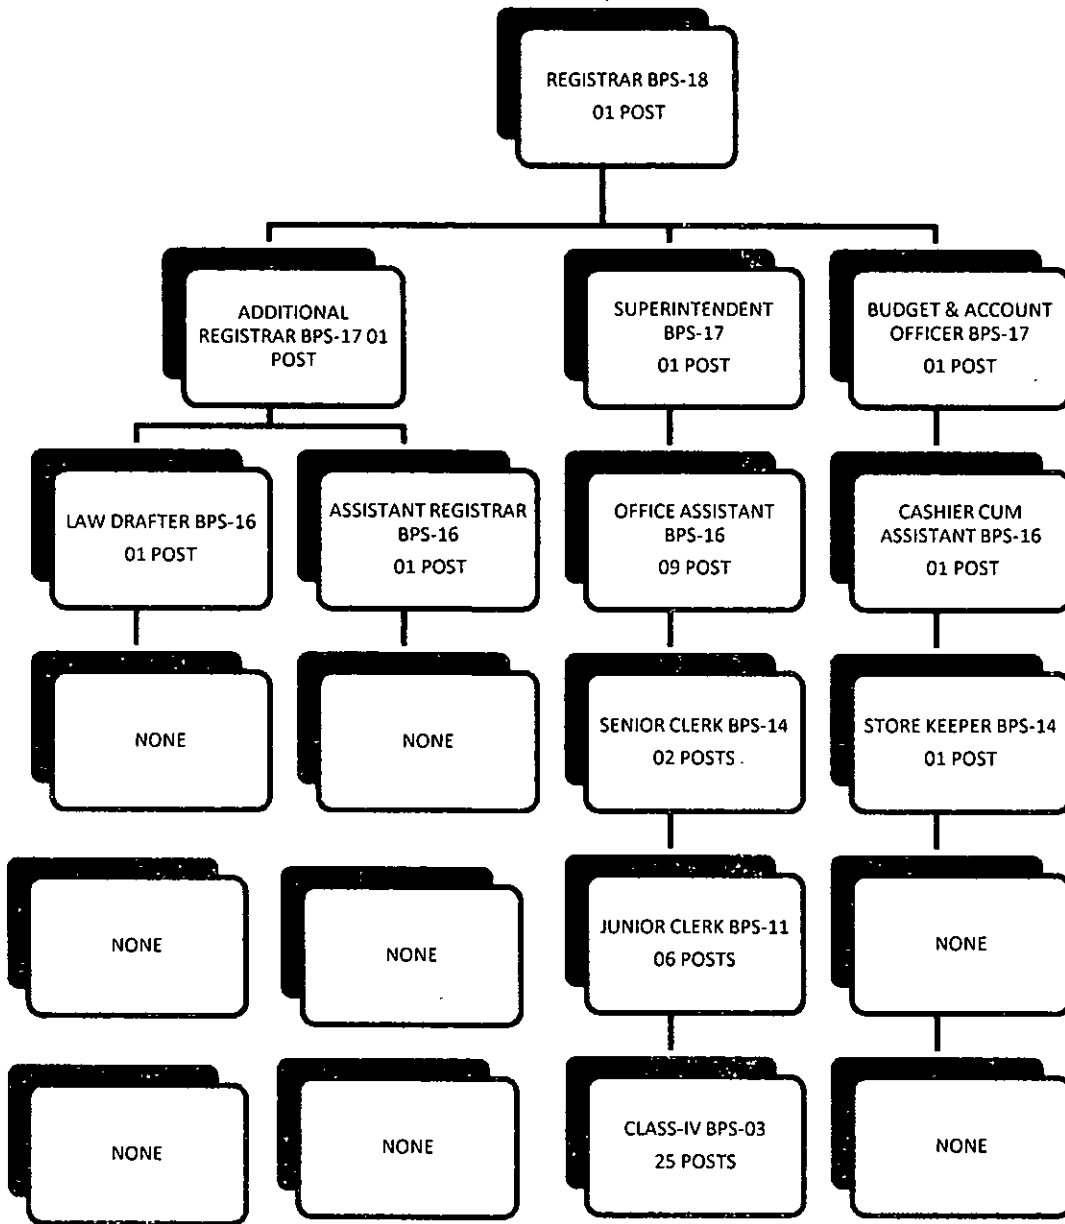 REGISTRAR BPS-18
01 POST
ADDITIONAL
REGISTRAR BPS-17 01
POST
SUPERINTENDENT
BPS-17
01 POST
BUDGET & ACCOUNT
OFFICER BPS-17
01 POST
LAW DRAFTER BPS-16
01 POST
ASSISTANT REGISTRAR
BPS-16
01 POST
OFFICE ASSISTANT
BPS-16
09 POST
CASHIER CUM
ASSISTANT BPS-16
01 POST
NONE
NONE
SENIOR CLERK BPS-14
02 POSTS
STORE KEEPER BPS-14
01 POST
NONE
NONE
JUNIOR CLERK BPS-11
06 POSTS
NONE
NONE
NONE
CLASS-IV BPS-03
25 POSTS
NONE